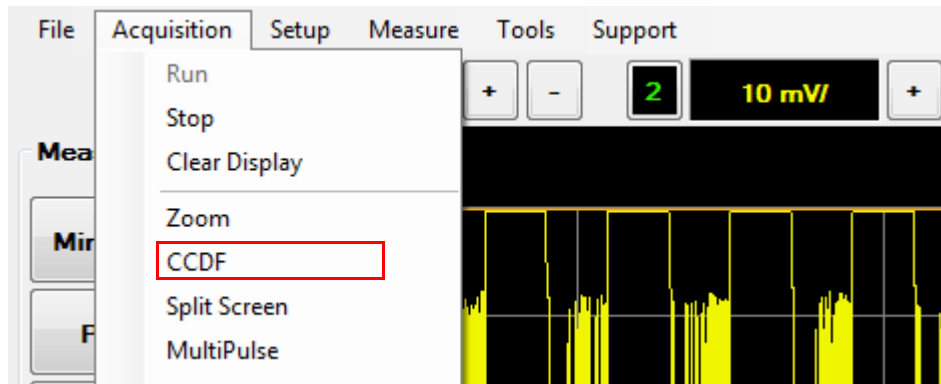 File Acquisition Setup Measure Tools Support
Run
+ - 2 10 mV/ +
Stop
Clear Display
Zoom
CCDF
Split Screen
MultiPulse